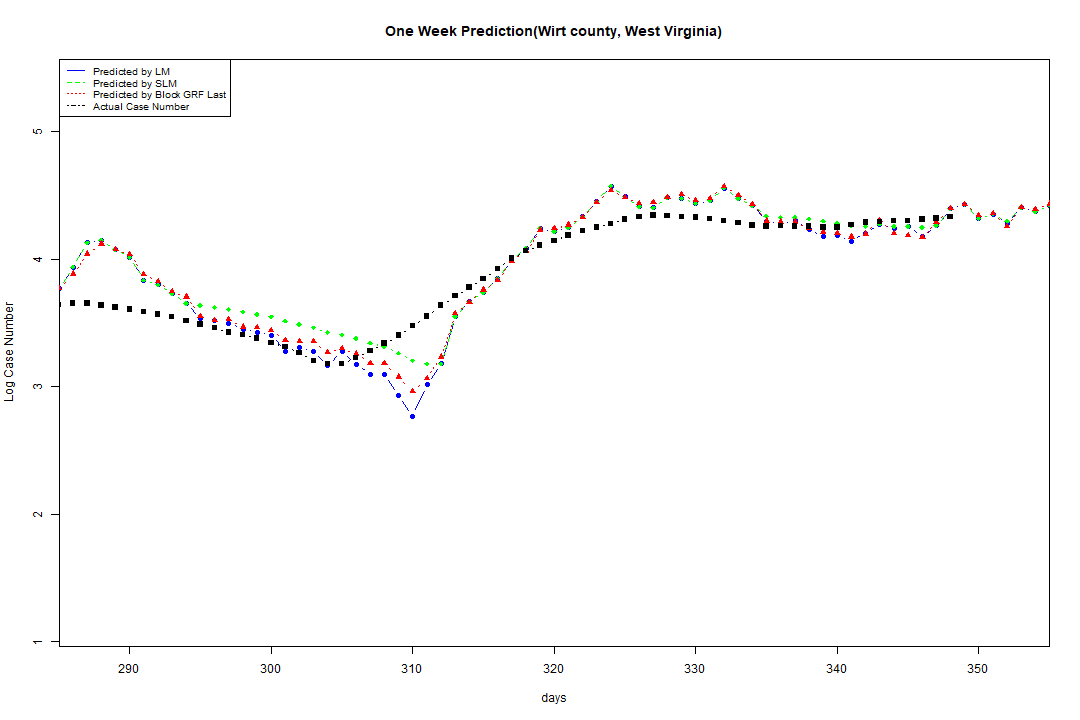 One Week Prediction(Wirt county, West Virginia)
Predicted by LM
Predicted by SLM
Predicted by Block GRF Last
Actual Case Number
5
4
3
2
1
Log Case Number
290 300 310 320 330 340 350
days